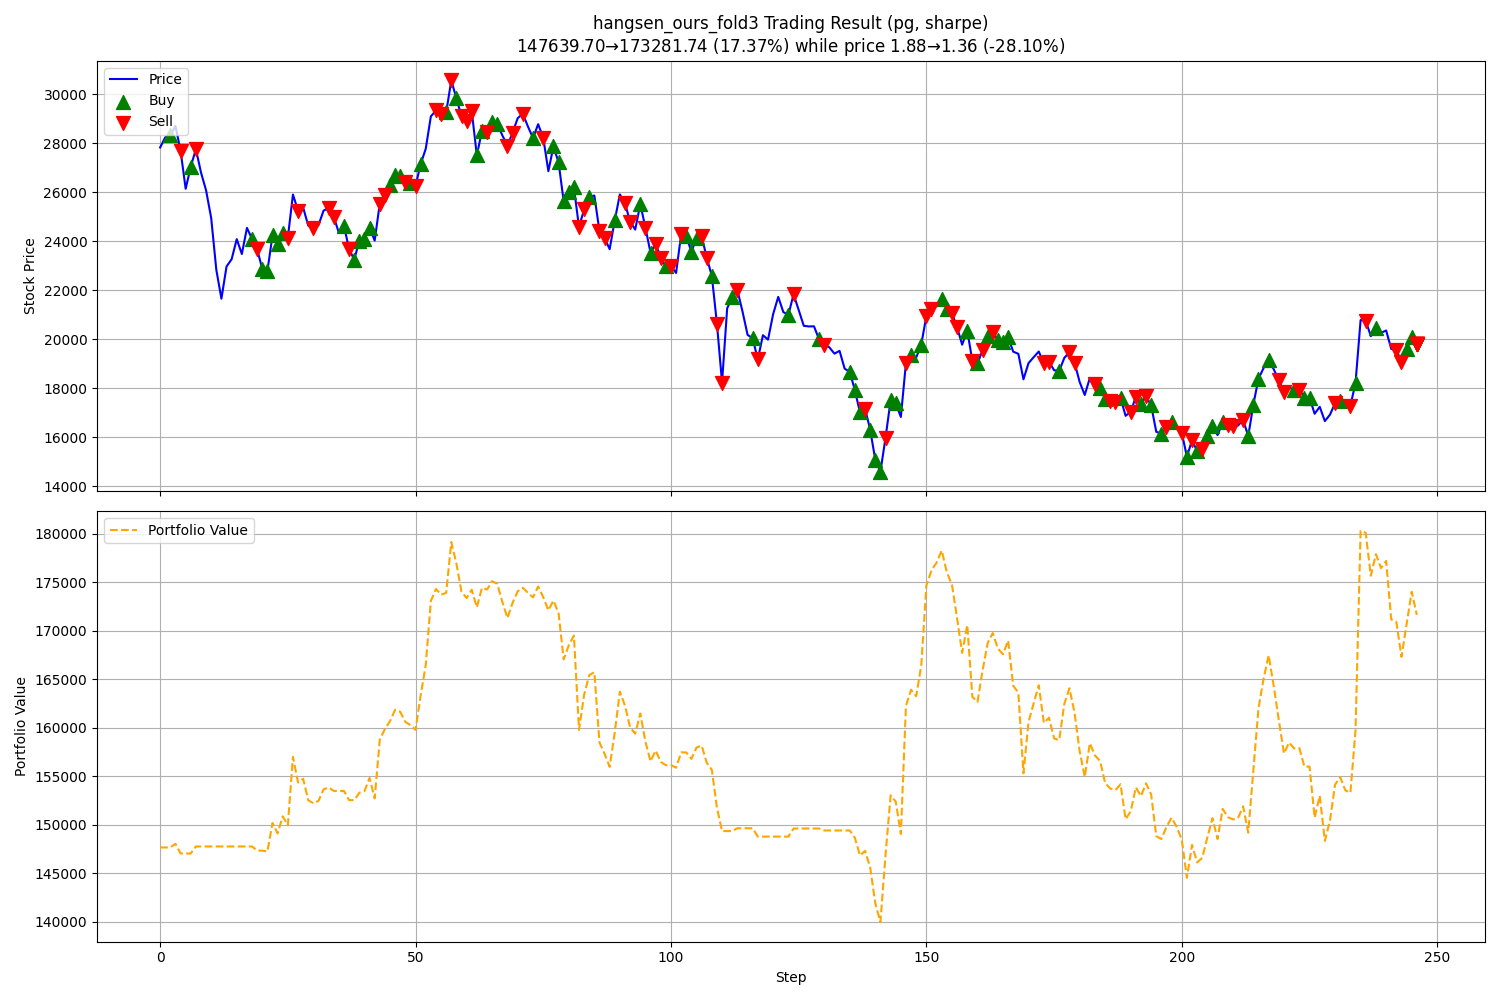 hangsen_ours_fold3 Trading Result (pg, sharpe)
147639.70→173281.74 (17.37%) while price 1.88→1.36 (-28.10%)
Price
Buy
Sell
Stock Price
30000
28000
26000
24000
22000
20000
18000
16000
14000
Portfolio Value
Portfolio Value
180000
175000
170000
165000
160000
155000
150000
145000
140000
0 50 100 150 200 250
Step